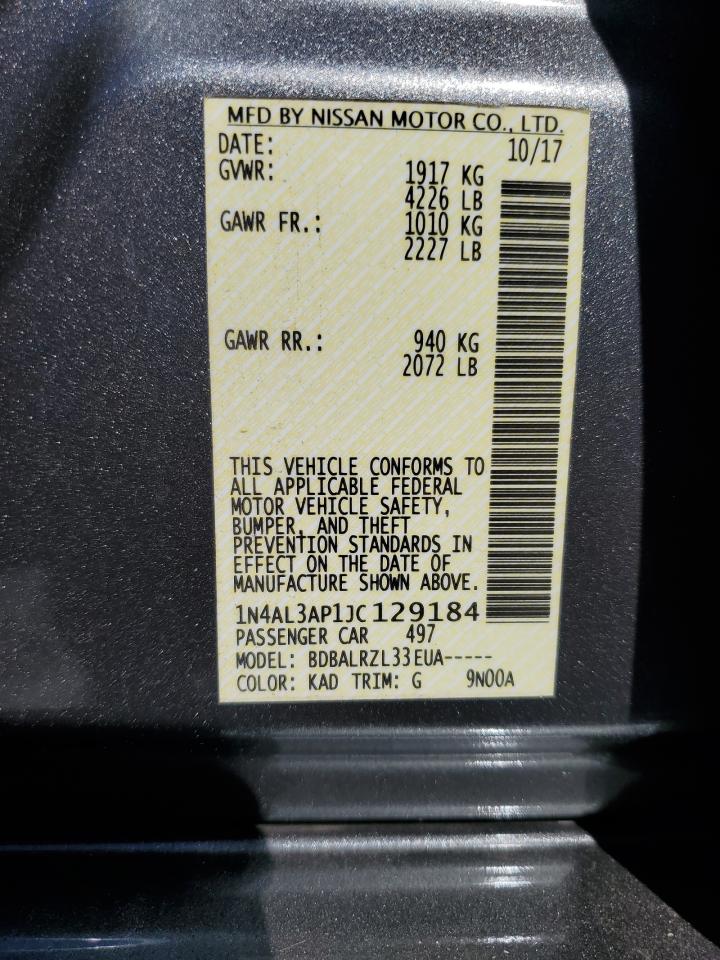 MFD BY NISSAN MOTOR CO., LTD.
DATE: 10/17
GVWR: 1917 KG
4226 LB
GAWR FR.: 1010 KG
2227 LB
GAWR RR.: 940 KG
2072 LB
THIS VEHICLE CONFORMS TO
ALL APPLICABLE FEDERAL
MOTOR VEHICLE SAFETY,
BUMPER, AND THEFT
PREVENTION STANDARDS IN
EFFECT ON THE DATE OF
MANUFACTURE SHOWN ABOVE.
1N4AL3AP1JC129184
PASSENGER CAR 497
MODEL: BDBALRZL33EUA-----
COLOR: KAD TRIM: G 9N00A